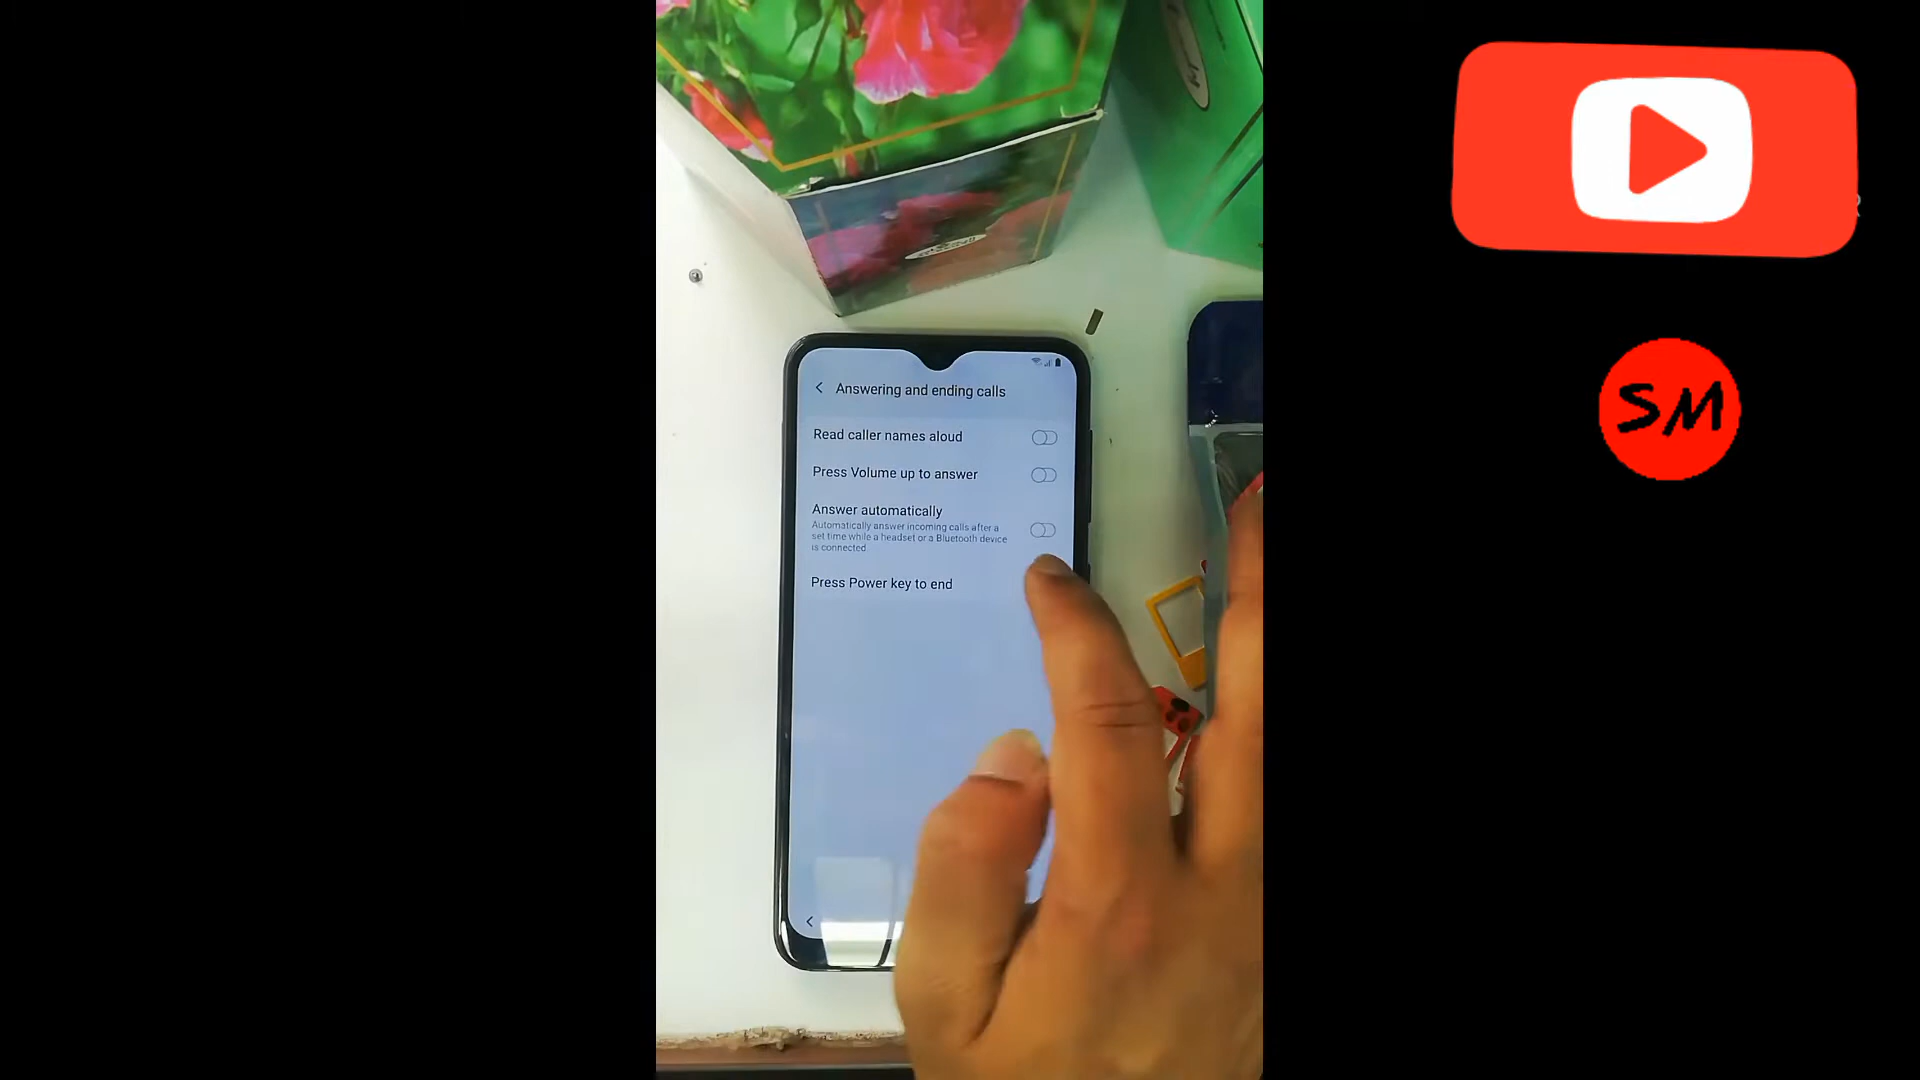 Answering and ending calls
Read caller names aloud
Press Volume up to answer
Answer automatically
Automatically answer incoming calls after a
set time while a headset or a Bluetooth device
is connected
Press Power key to end
SM